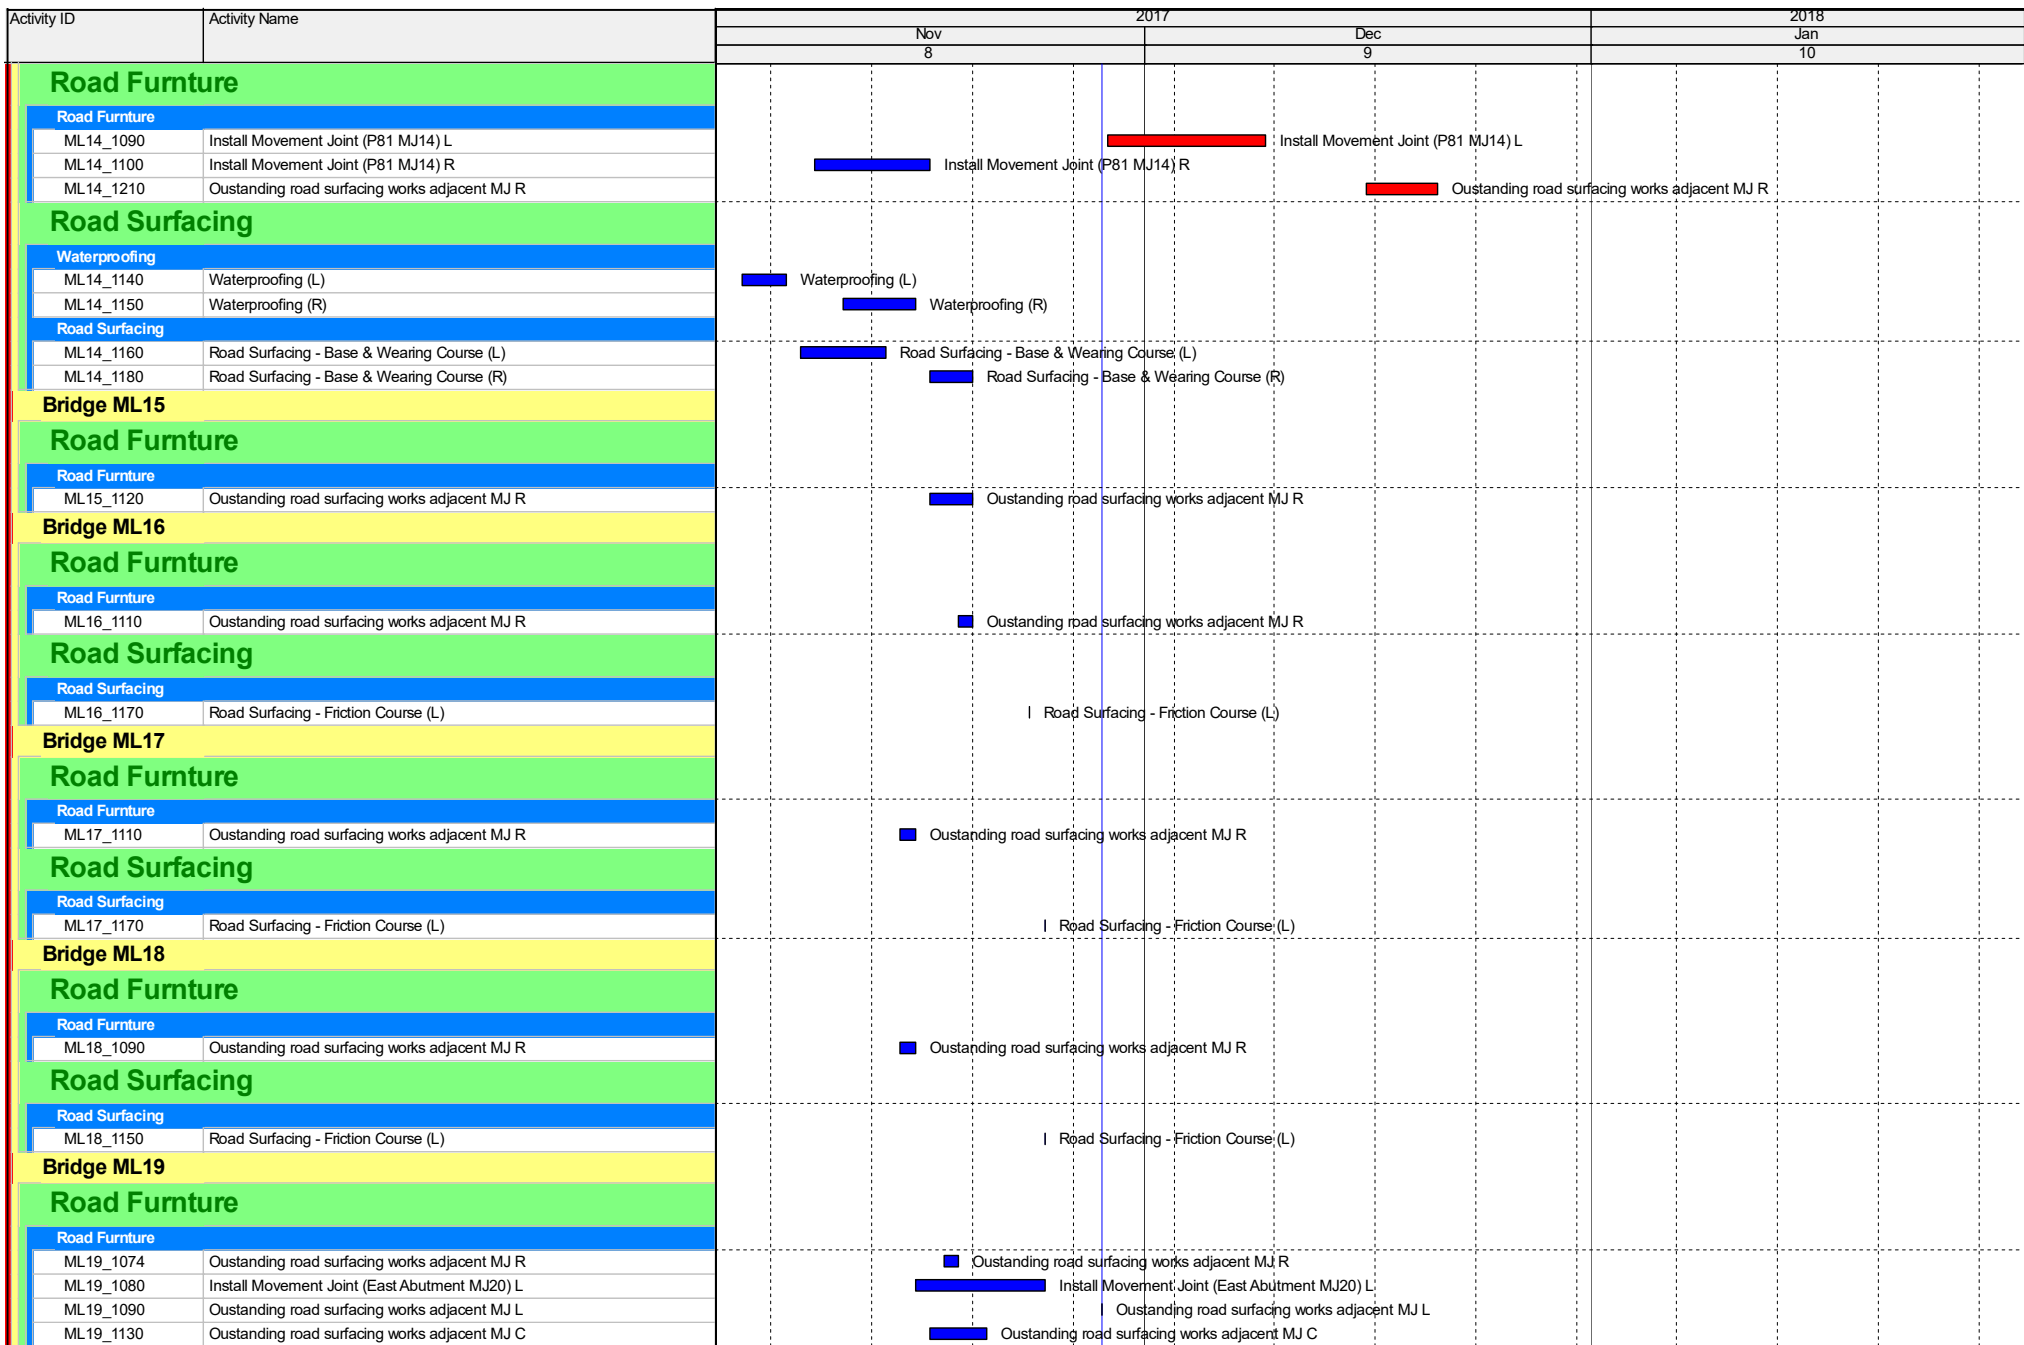 Activity ID Activity Name 2017 2018
Nov Dec Jan
8 9 10
Road Furnture
Road Furnture
ML14_1090 Install Movement Joint (P81 MJ14) L Install Movement Joint (P81 MJ14) L
ML14_1100 Install Movement Joint (P81 MJ14) R Install Movement Joint (P81 MJ14) R
ML14_1210 Oustanding road surfacing works adjacent MJ R Oustanding road surfacing works adjacent MJ R
Road Surfacing
Waterproofing
ML14_1140 Waterproofing (L) Waterproofing (L)
ML14_1150 Waterproofing (R) Waterproofing (R)
Road Surfacing
ML14_1160 Road Surfacing - Base & Wearing Course (L) Road Surfacing - Base & Wearing Course (L)
ML14_1180 Road Surfacing - Base & Wearing Course (R) Road Surfacing - Base & Wearing Course (R)
Bridge ML15
Road Furnture
Road Furnture
ML15_1120 Oustanding road surfacing works adjacent MJ R Oustanding road surfacing works adjacent MJ R
Bridge ML16
Road Furnture
Road Furnture
ML16_1110 Oustanding road surfacing works adjacent MJ R Oustanding road surfacing works adjacent MJ R
Road Surfacing
Road Surfacing
ML16_1170 Road Surfacing - Friction Course (L) Road Surfacing - Friction Course (L)
Bridge ML17
Road Furnture
Road Furnture
ML17_1110 Oustanding road surfacing works adjacent MJ R Oustanding road surfacing works adjacent MJ R
Road Surfacing
Road Surfacing
ML17_1170 Road Surfacing - Friction Course (L) Road Surfacing - Friction Course (L)
Bridge ML18
Road Furnture
Road Furnture
ML18_1090 Oustanding road surfacing works adjacent MJ R Oustanding road surfacing works adjacent MJ R
Road Surfacing
Road Surfacing
ML18_1150 Road Surfacing - Friction Course (L) Road Surfacing - Friction Course (L)
Bridge ML19
Road Furnture
Road Furnture
ML19_1074 Oustanding road surfacing works adjacent MJ R Oustanding road surfacing works adjacent MJ R
ML19_1080 Install Movement Joint (East Abutment MJ20) L Install Movement Joint (East Abutment MJ20) L
ML19_1090 Oustanding road surfacing works adjacent MJ L Oustanding road surfacing works adjacent MJ L
ML19_1130 Oustanding road surfacing works adjacent MJ C Oustanding road surfacing works adjacent MJ C